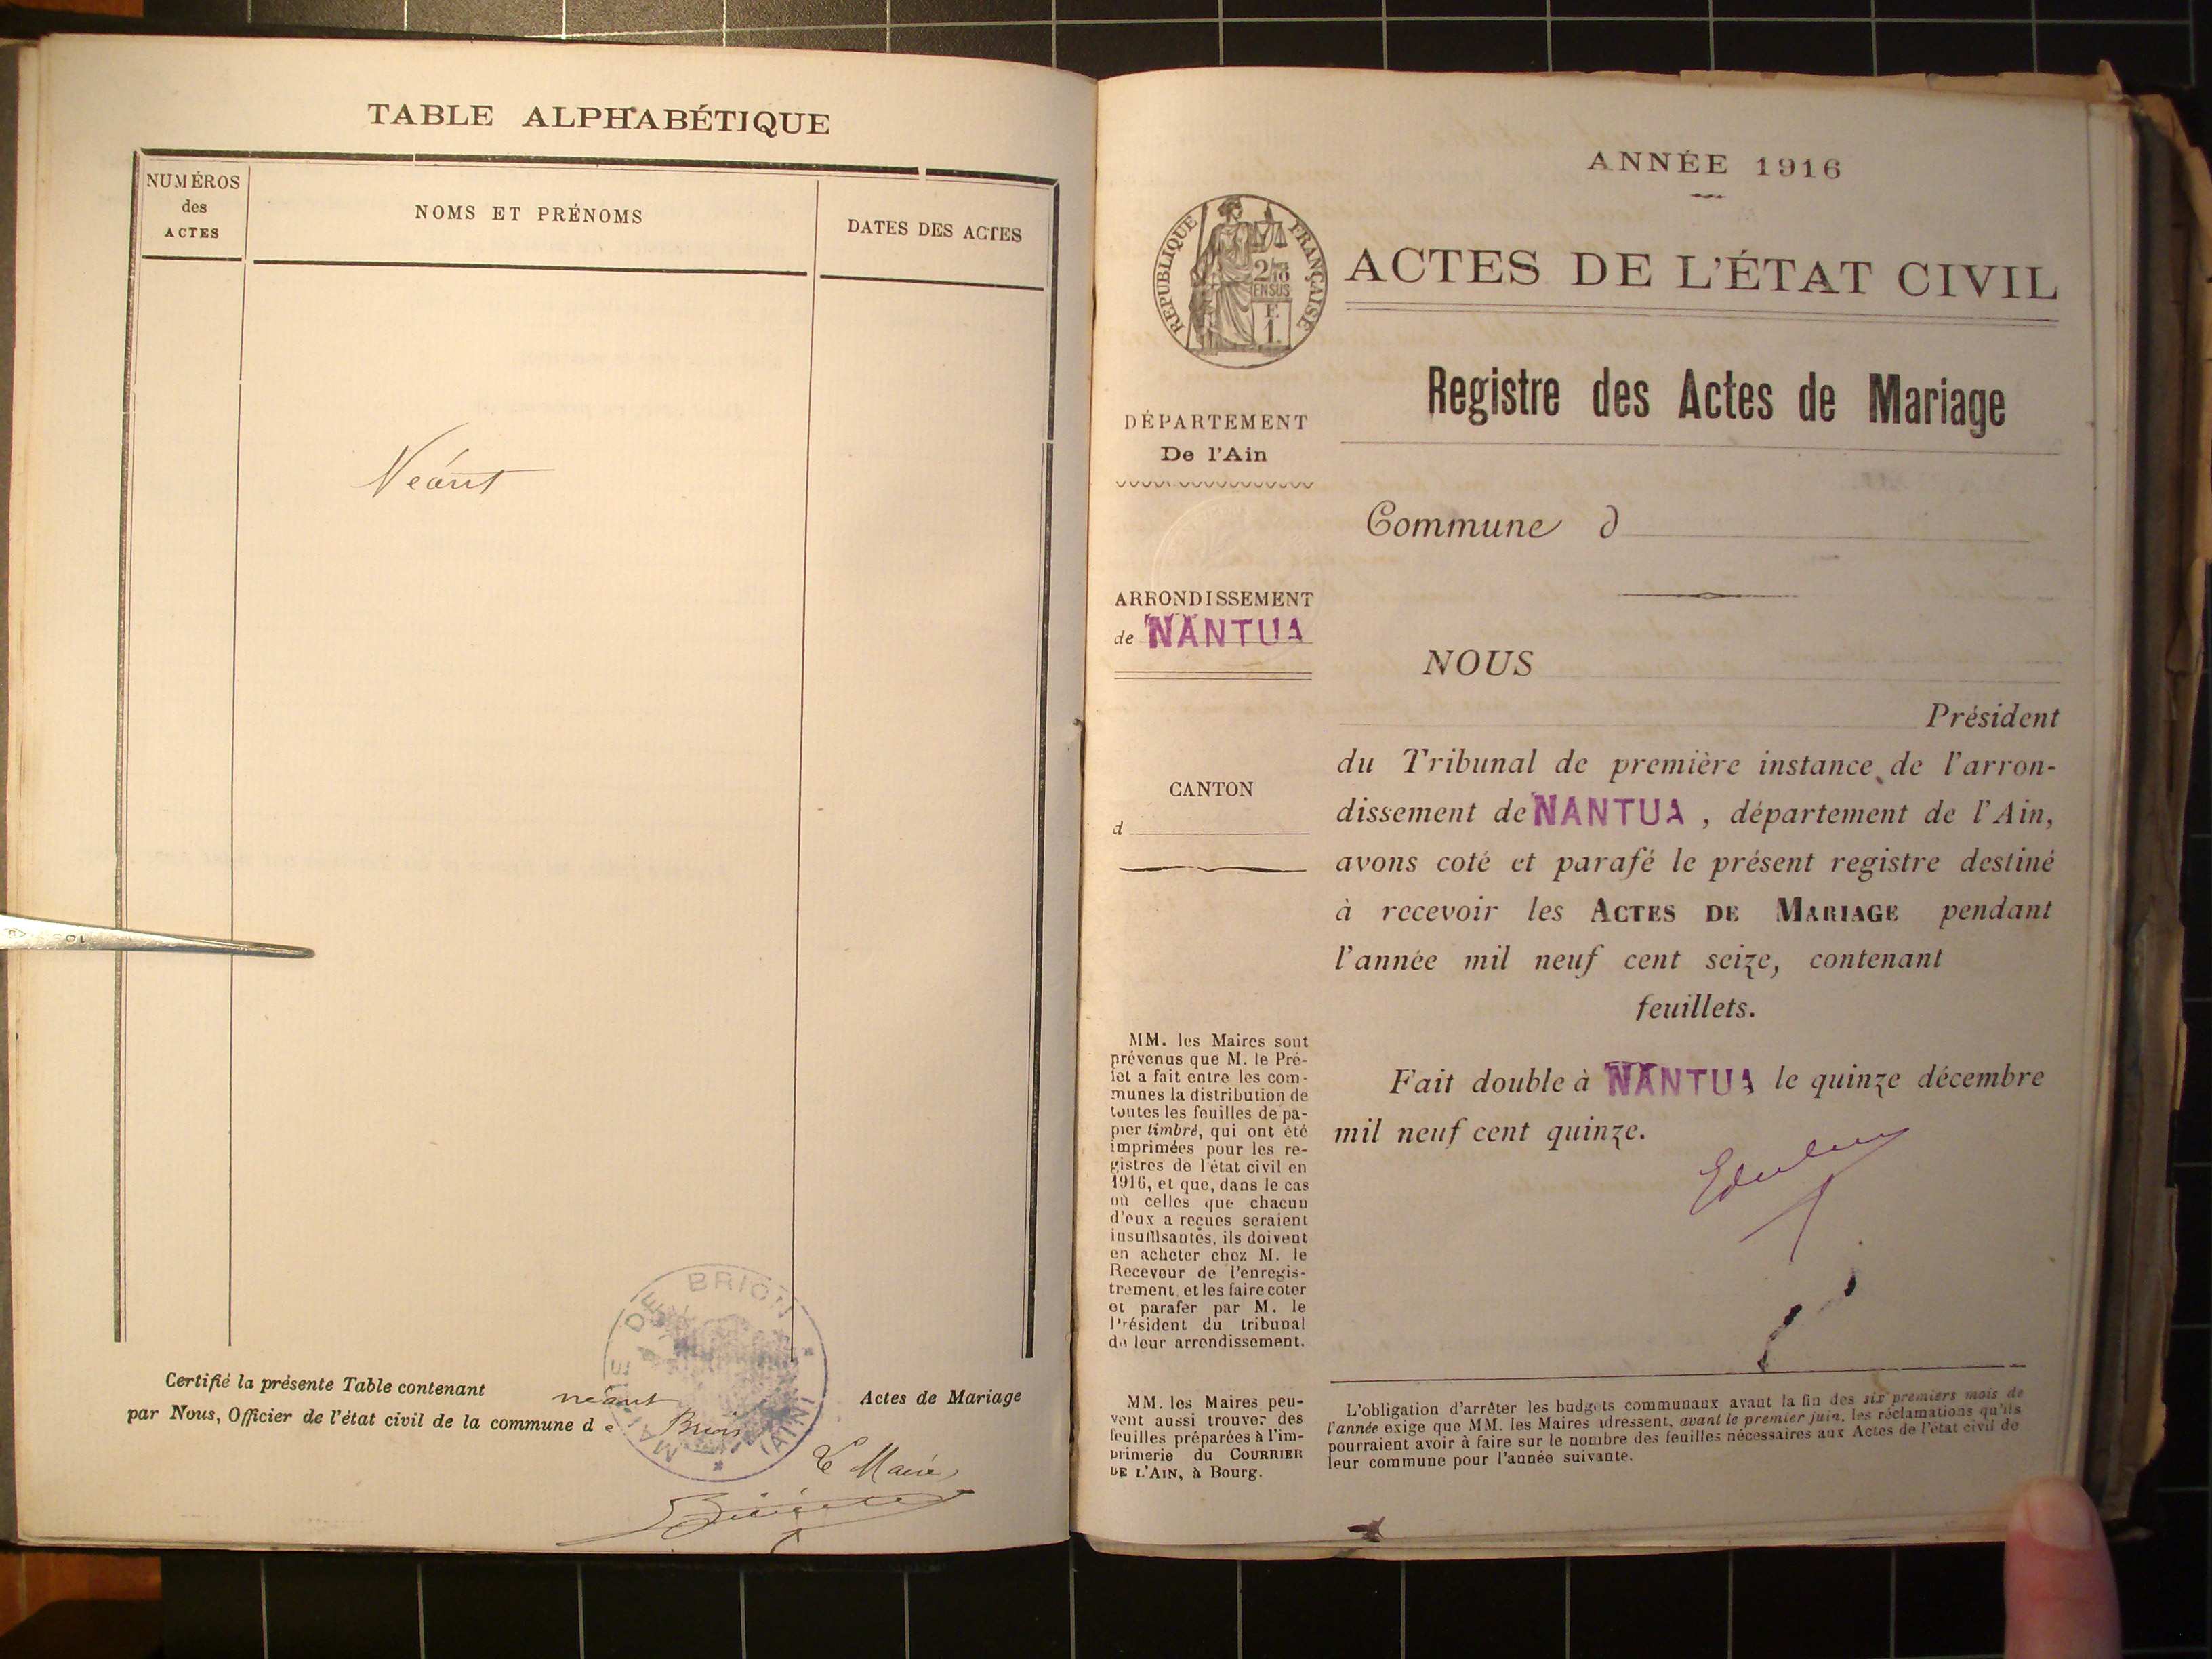 TABLE ALPHABÉTIQUE
NUMÉROS
des
ACTES
NOMS ET PRÉNOMS
DATES DES ACTES
Néant
Certifié la présente Table contenant néant Actes de Mariage
par Nous, Officier de l'état civil de la commune de Brion
MAIRIE DE BRION
(AIN)
Le Maire
ANNÉE 1916
RÉPUBLIQUE FRANÇAISE
ACTES DE L'ÉTAT CIVIL
Registre des Actes de Mariage
DÉPARTEMENT
De l'Ain
Commune d
ARRONDISSEMENT
de NANTUA
CANTON
d
NOUS
Président
du Tribunal de première instance de l'arron-
dissement de NANTUA , département de l'Ain,
avons coté et parafé le présent registre destiné
à recevoir les ACTES DE MARIAGE pendant
l'année mil neuf cent seize, contenant
feuillets.
Fait double à NANTUA le quinze décembre
mil neuf cent quinze.
MM. les Maires sont
prévenus que M. le Pré-
fet a fait entre les com-
munes la distribution de
toutes les feuilles de pa-
pier timbré, qui ont été
imprimées pour les re-
gistres de l'état civil en
1916, et que, dans le cas
où celles que chacun
d'eux a reçues seraient
insuffisantes, ils doivent
en acheter chez M. le
Receveur de l'enregis-
trement, et les faire coter
et parafer par M. le
Président du tribunal
de leur arrondissement.
MM. les Maires peu-
vent aussi trouver des
feuilles préparées à l'im-
primerie du COURRIER
DE L'AIN, à Bourg.
L'obligation d'arrêter les budgets communaux avant la fin des six premiers mois de
l'année exige que MM. les Maires adressent, avant le premier juin, les réclamations qu'ils
pourraient avoir à faire sur le nombre des feuilles nécessaires aux Actes de l'état civil de
leur commune pour l'année suivante.